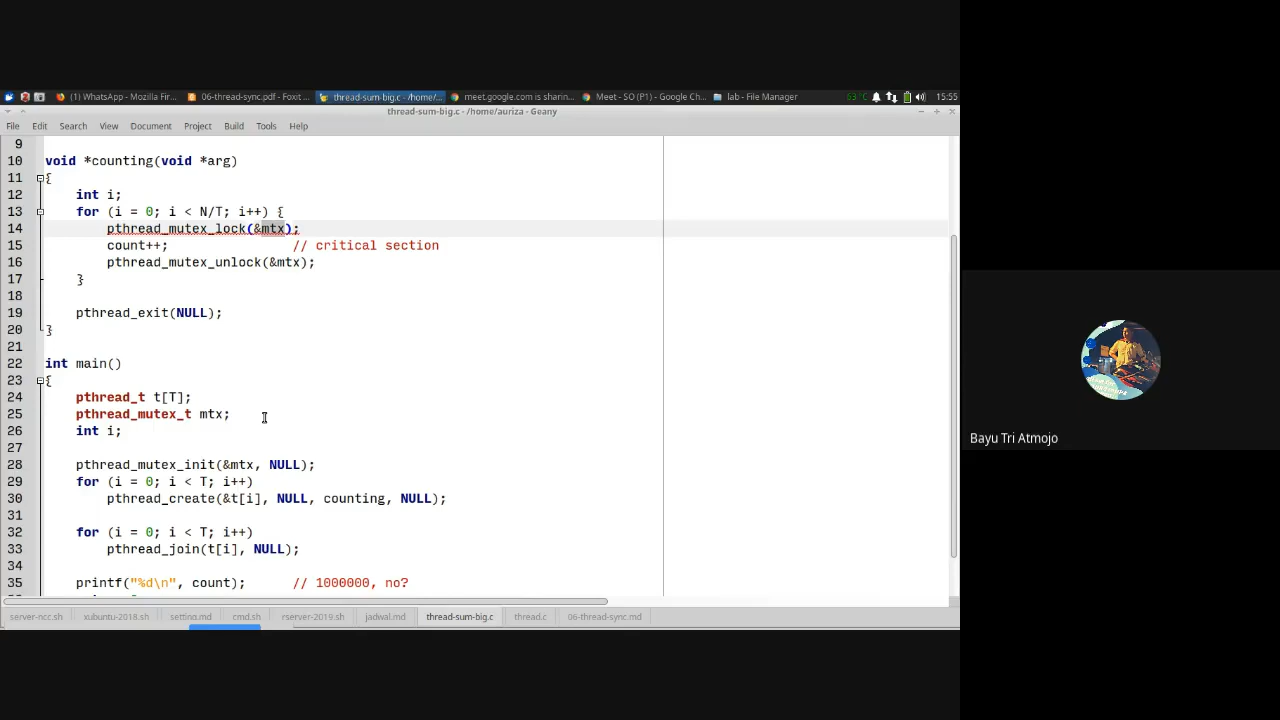 (1) WhatsApp - Mozilla Fir...
06-thread-sync.pdf - Foxit ...
thread-sum-big.c - /home/...
meet.google.com is sharin...
Meet - SO (P1) - Google Ch...
lab - File Manager
63°C
15:55
thread-sum-big.c - /home/auriza - Geany
File Edit Search View Document Project Build Tools Help
9
10 void *counting(void *arg)
11 {
12 int i;
13 for (i = 0; i < N/T; i++) {
14 pthread_mutex_lock(&mtx);
15 count++; // critical section
16 pthread_mutex_unlock(&mtx);
17 }
18
19 pthread_exit(NULL);
20 }
21
22 int main()
23 {
24 pthread_t t[T];
25 pthread_mutex_t mtx;
26 int i;
27
28 pthread_mutex_init(&mtx, NULL);
29 for (i = 0; i < T; i++)
30 pthread_create(&t[i], NULL, counting, NULL);
31
32 for (i = 0; i < T; i++)
33 pthread_join(t[i], NULL);
34
35 printf("%d\n", count); // 1000000, no?
server-ncc.sh xubuntu-2018.sh setting.md cmd.sh rserver-2019.sh jadwal.md thread-sum-big.c thread.c 06-thread-sync.md
Bayu Tri Atmojo